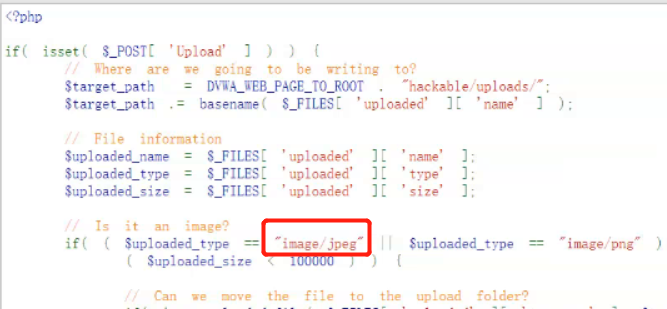 <?php
if( isset( $_POST[ 'Upload' ] ) ) {
// Where are we going to be writing to?
$target_path = DVWA_WEB_PAGE_TO_ROOT . "hackable/uploads/";
$target_path .= basename( $_FILES[ 'uploaded' ][ 'name' ] );
// File information
$uploaded_name = $_FILES[ 'uploaded' ][ 'name' ];
$uploaded_type = $_FILES[ 'uploaded' ][ 'type' ];
$uploaded_size = $_FILES[ 'uploaded' ][ 'size' ];
// Is it an image?
if( ( $uploaded_type == "image/jpeg" || $uploaded_type == "image/png" )
( $uploaded_size < 100000 ) ) {
// Can we move the file to the upload folder?